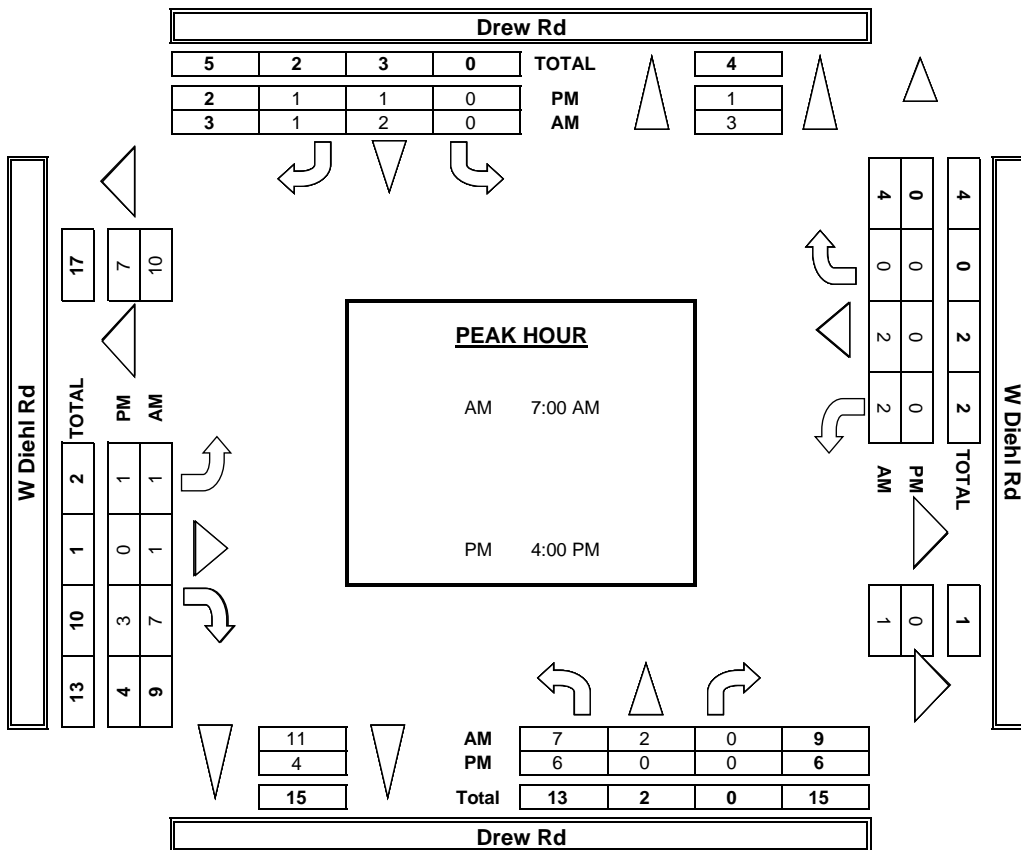 Drew Rd
5 2 3 0 TOTAL 4
2 1 1 0 PM 1
3 1 2 0 AM 3
W Diehl Rd
17 7 10
TOTAL PM AM
2 1 1
1 0 1
10 3 7
13 4 9
PEAK HOUR
AM 7:00 AM
PM 4:00 PM
4 0 4
0 0 0
2 0 2
2 0 2
AM PM TOTAL
1 0 1
W Diehl Rd
11 AM 7 2 0 9
4 PM 6 0 0 6
15 Total 13 2 0 15
Drew Rd